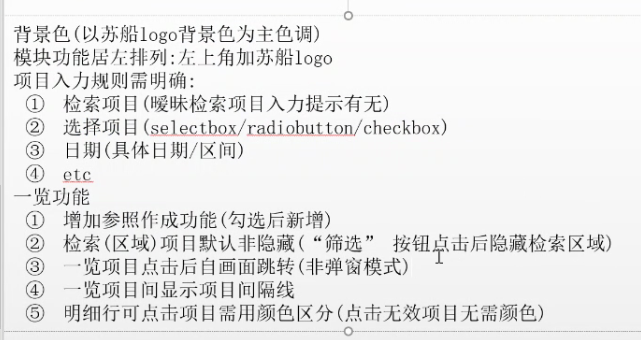 背景色(以苏船logo背景色为主色调)
模块功能居左排列:左上角加苏船logo
项目入力规则需明确:
① 检索项目(暧昧检索项目入力提示有无)
② 选择项目(selectbox/radiobutton/checkbox)
③ 日期(具体日期/区间)
④ etc
一览功能
① 增加参照作成功能(勾选后新增)
② 检索(区域)项目默认非隐藏(“筛选” 按钮点击后隐藏检索区域)
③ 一览项目点击后自画面跳转(非弹窗模式)
④ 一览项目间显示项目间隔线
⑤ 明细行可点击项目需用颜色区分(点击无效项目无需颜色)